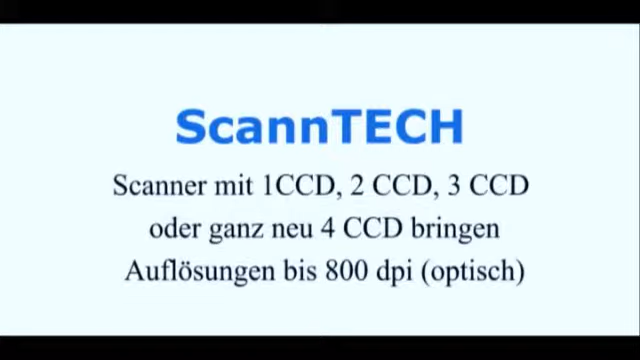 ScannTECH
Scanner mit 1CCD, 2 CCD, 3 CCD
oder ganz neu 4 CCD bringen
Auflösungen bis 800 dpi (optisch)